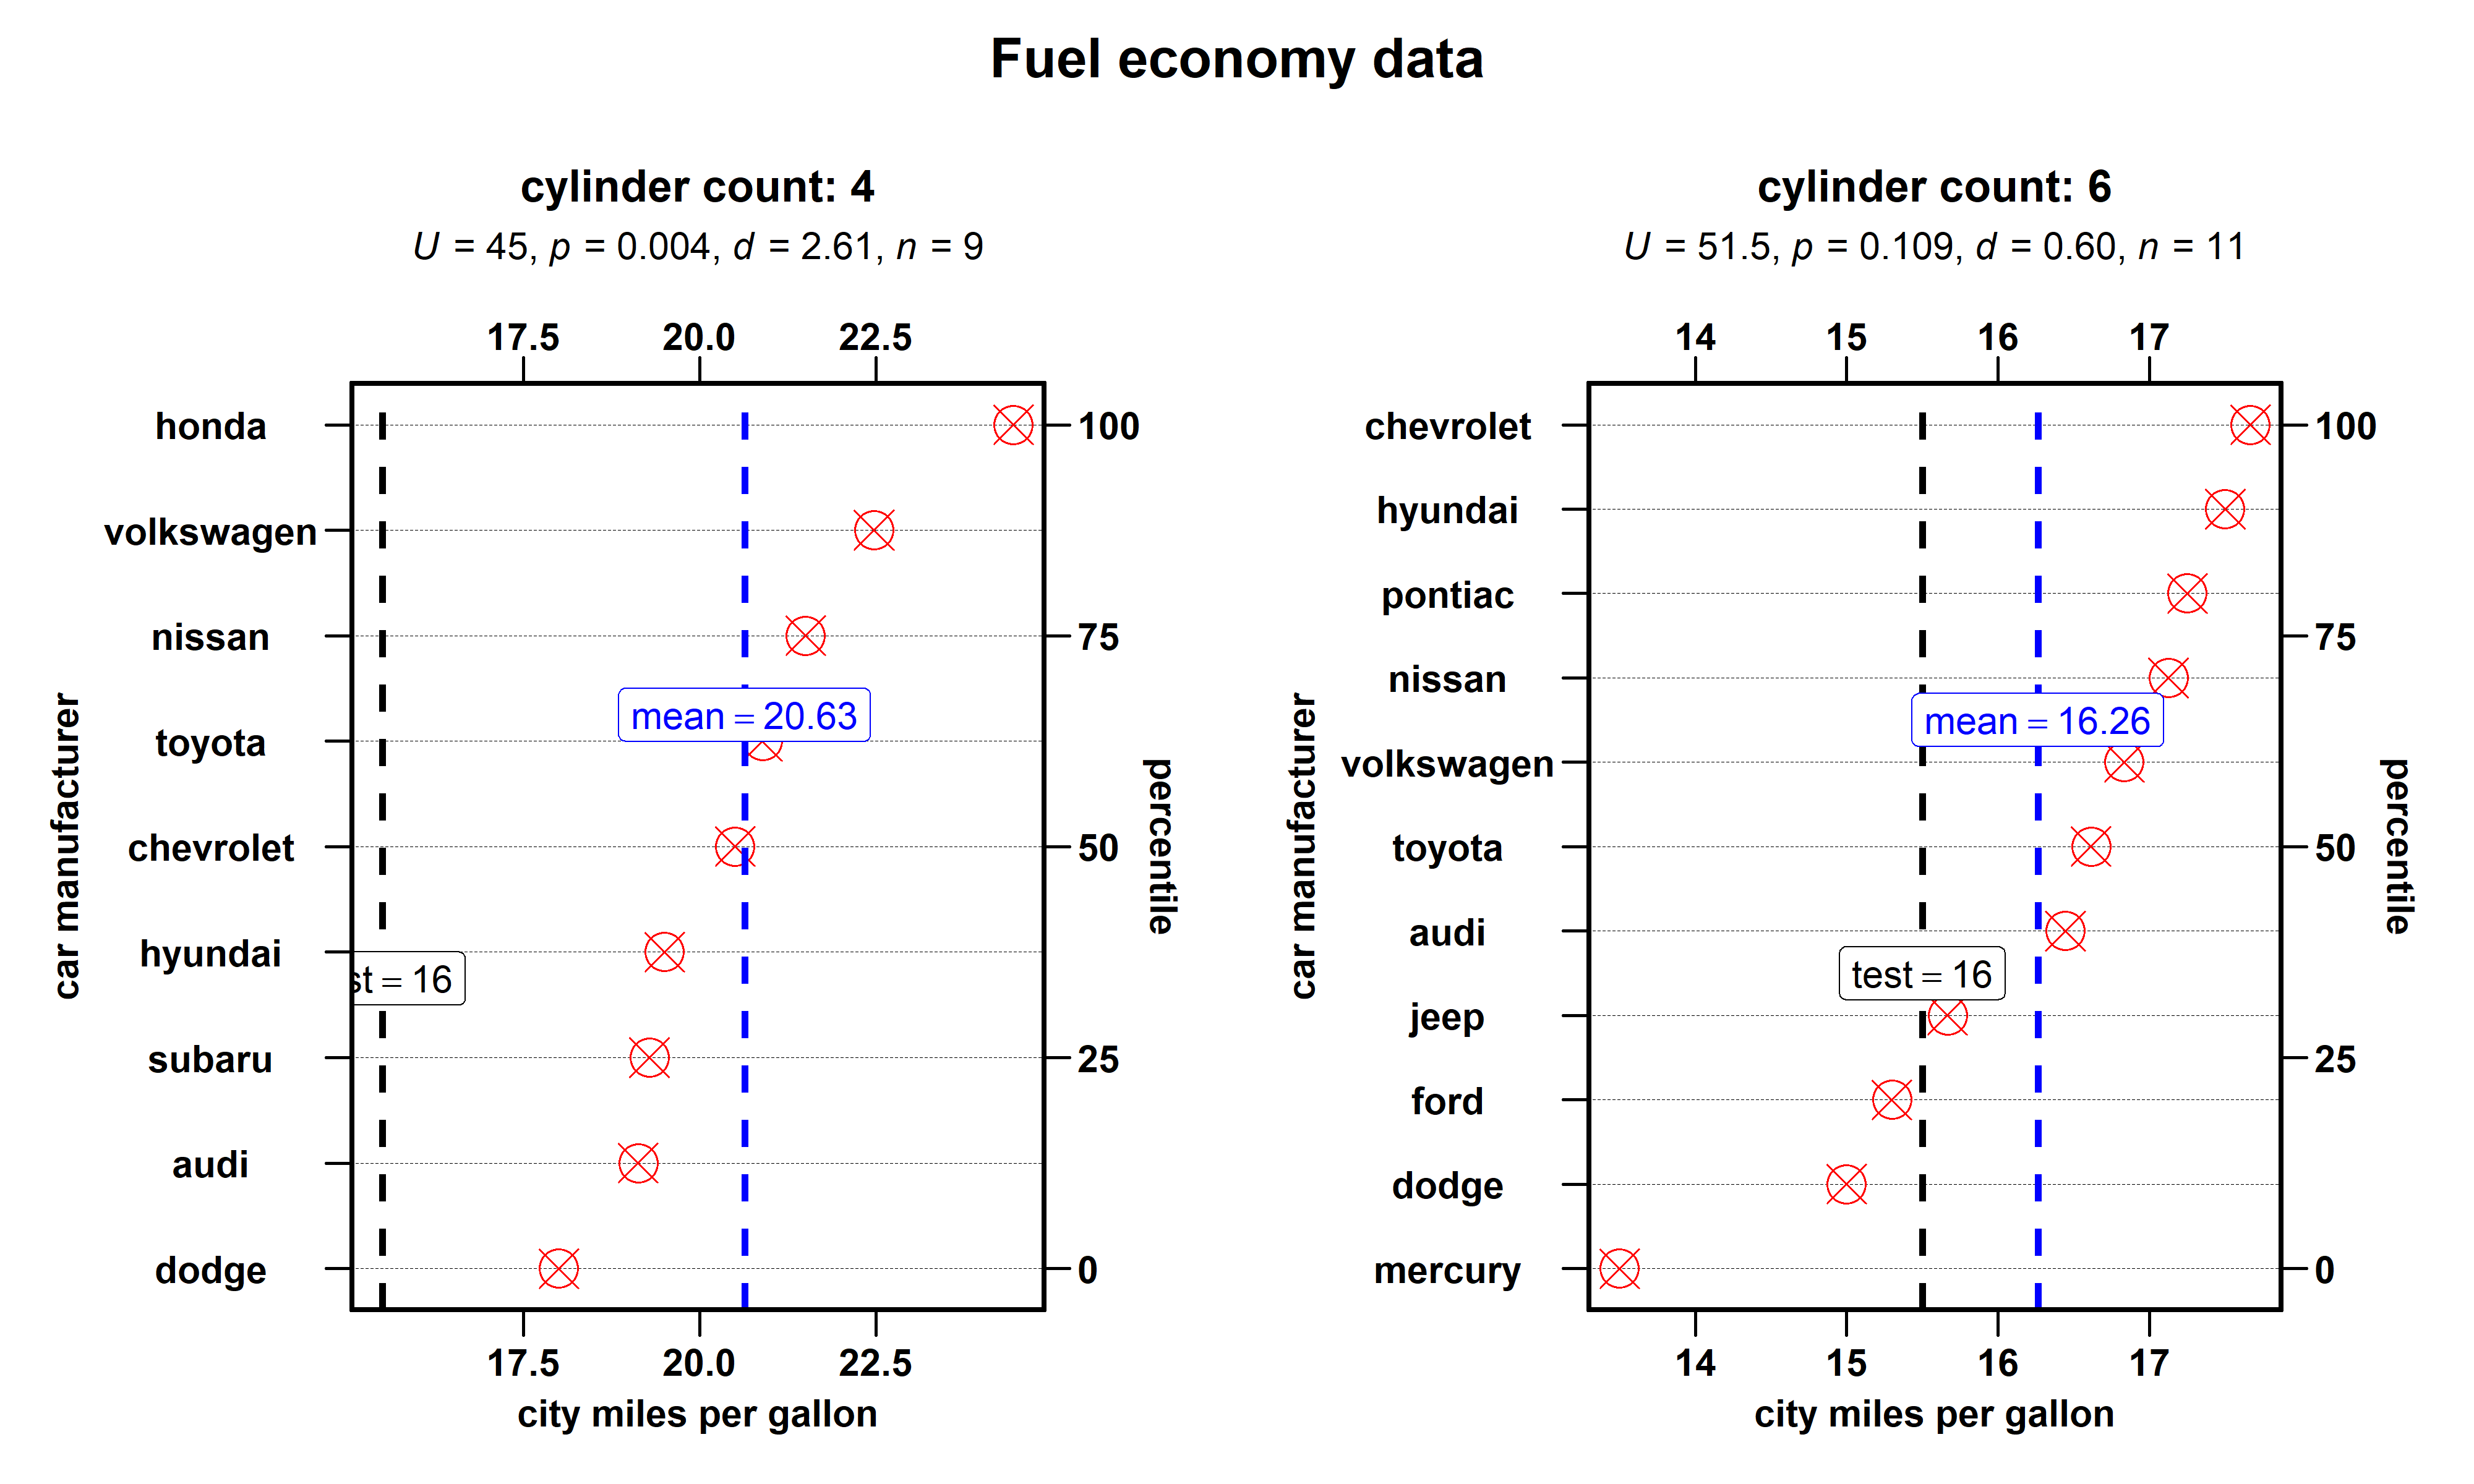 Fuel economy data
cylinder count: 4
U = 45, p = 0.004, d = 2.61, n = 9
17.5 20.0 22.5
honda
volkswagen
nissan
toyota
chevrolet
hyundai
subaru
audi
dodge
car manufacturer
mean = 20.63
st = 16
100
75
50
25
0
percentile
17.5 20.0 22.5
city miles per gallon
cylinder count: 6
U = 51.5, p = 0.109, d = 0.60, n = 11
14 15 16 17
chevrolet
hyundai
pontiac
nissan
volkswagen
toyota
audi
jeep
ford
dodge
mercury
car manufacturer
mean = 16.26
test = 16
100
75
50
25
0
percentile
14 15 16 17
city miles per gallon